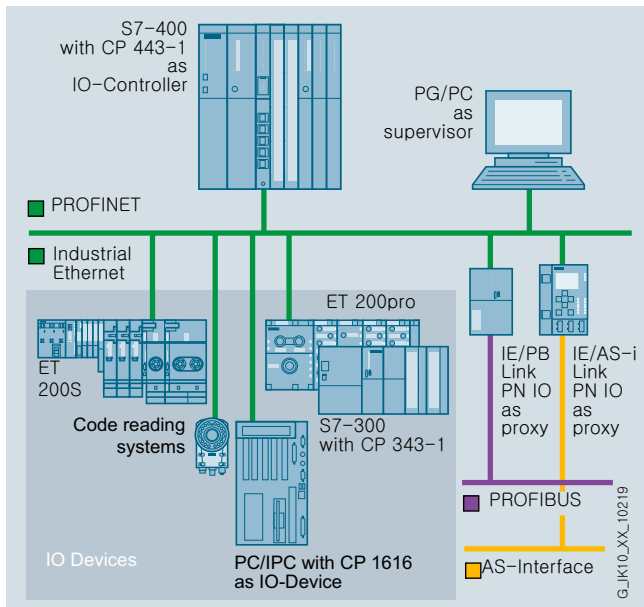 S7-400
with CP 443-1
as
IO-Controller
PG/PC
as
supervisor
PROFINET
Industrial
Ethernet
ET 200pro
ET
200S
Code reading
systems
S7-300
with CP 343-1
IE/PB
Link
PN IO
as
proxy
IE/AS-i
Link
PN IO
as
proxy
PROFIBUS
IO Devices
PC/IPC with CP 1616
as IO-Device
AS-Interface
G_IK10_XX_10219